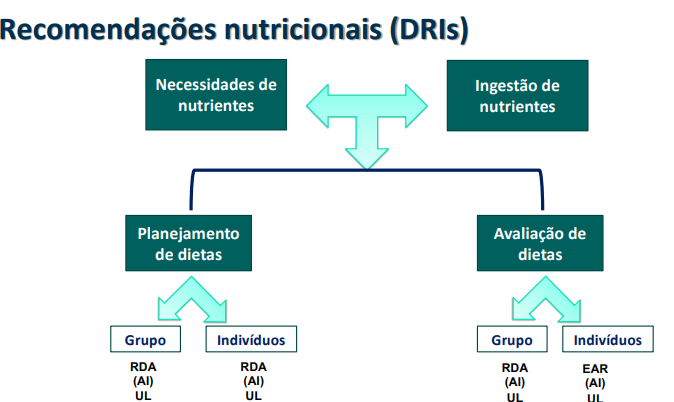 Recomendações nutricionais (DRIs)
Necessidades de
nutrientes
Ingestão de
nutrientes
Planejamento
de dietas
Avaliação de
dietas
Grupo
Indivíduos
Grupo
Indivíduos
RDA
(AI)
UL
RDA
(AI)
UL
RDA
(AI)
UL
EAR
(AI)
UL